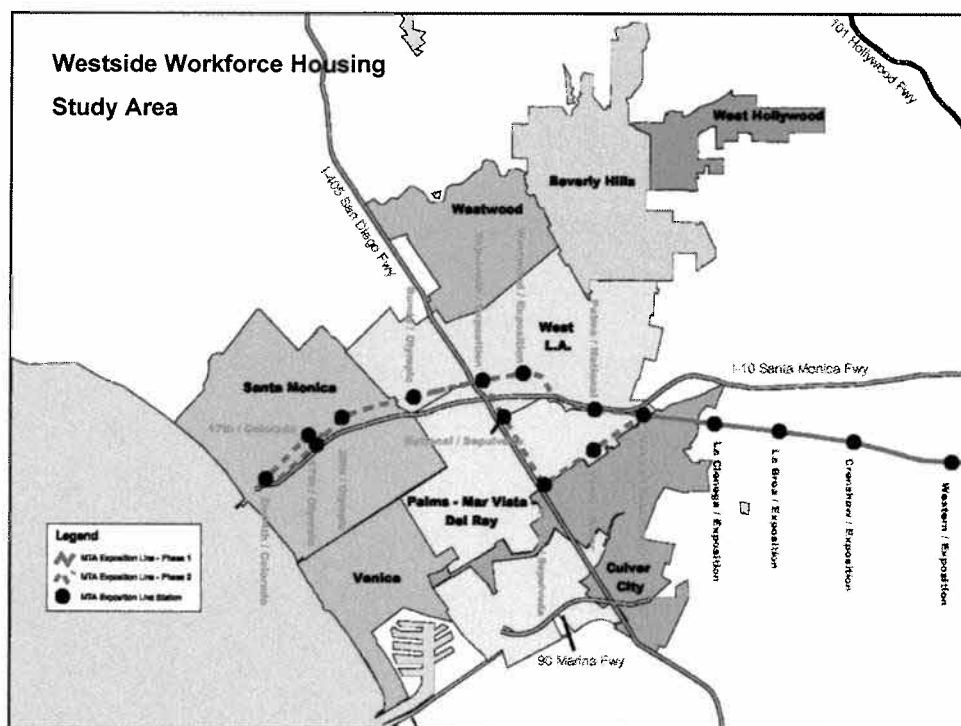 Westside Workforce Housing
Study Area
101 Hollywood Fwy
West Hollywood
Beverly Hills
I-405 San Diego Fwy
Westwood
West
L.A.
I-10 Santa Monica Fwy
Santa Monica
17th / Colorado
Palms - Mar Vista -
Del Rey
Venice
Culver
City
90 Marina Fwy
La Cienega / Exposition
La Brea / Exposition
Crenshaw / Exposition
Western / Exposition
Legend
MTA Exposition Line - Phase 1
MTA Exposition Line - Phase 2
MTA Exposition Line Station